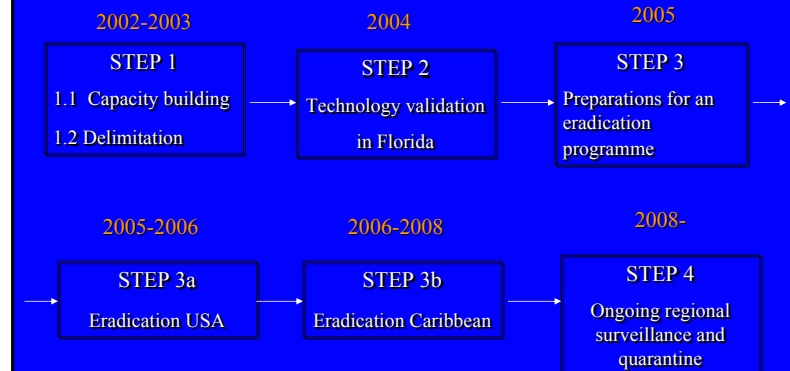 2002-2003
STEP 1
1.1 Capacity building
1.2 Delimitation
2004
STEP 2
Technology validation
in Florida
2005
STEP 3
Preparations for an
eradication
programme
2005-2006
STEP 3a
Eradication USA
2006-2008
STEP 3b
Eradication Caribbean
2008-
STEP 4
Ongoing regional
surveillance and
quarantine